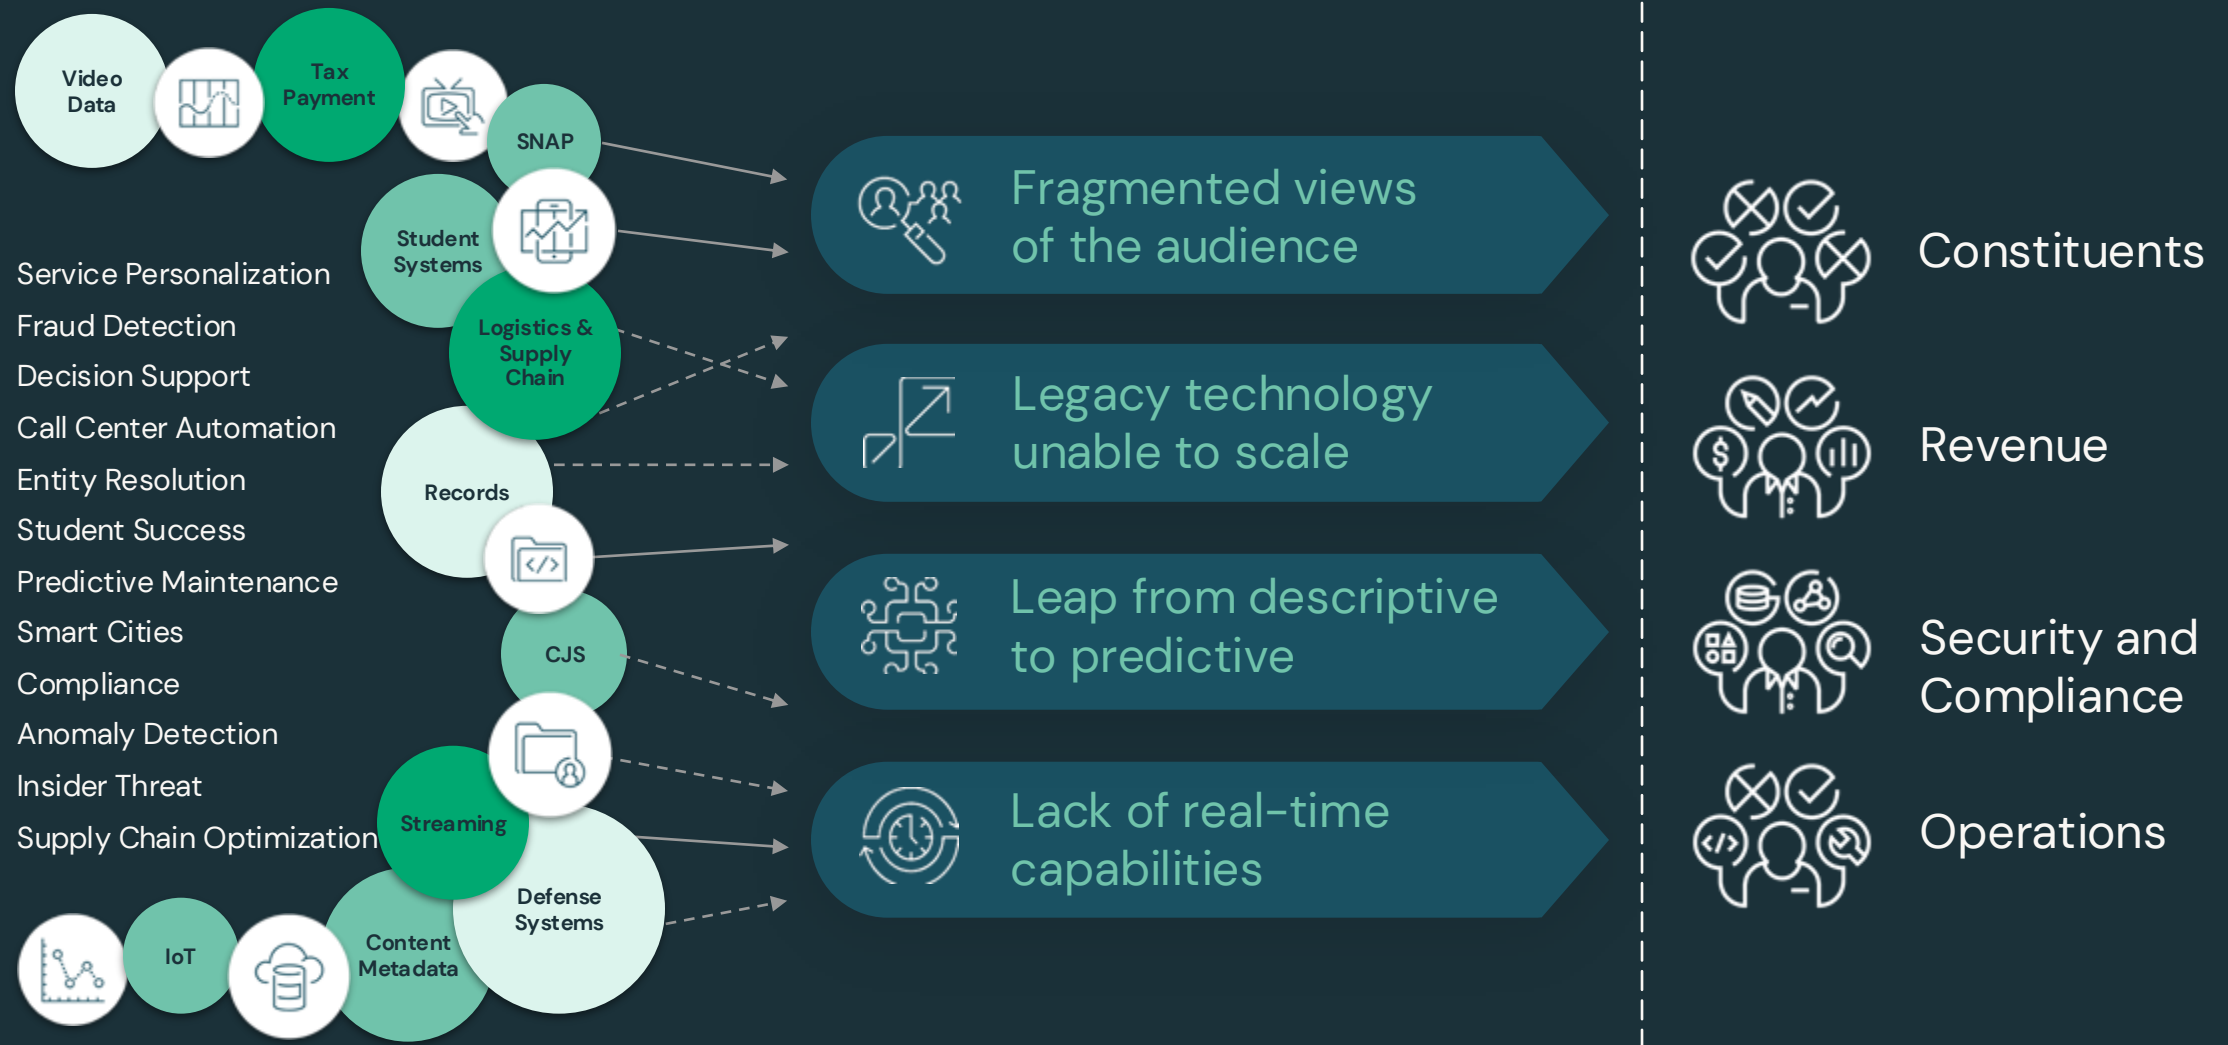 Video
Data
Tax
Payment
SNAP
Student
Systems
Logistics &
Supply
Chain
Records
CJS
Streaming
Defense
Systems
Content
Metadata
IoT
Service Personalization
Fraud Detection
Decision Support
Call Center Automation
Entity Resolution
Student Success
Predictive Maintenance
Smart Cities
Compliance
Anomaly Detection
Insider Threat
Supply Chain Optimization
Fragmented views
of the audience
Legacy technology
unable to scale
Leap from descriptive
to predictive
Lack of real-time
capabilities
Constituents
Revenue
Security and
Compliance
Operations